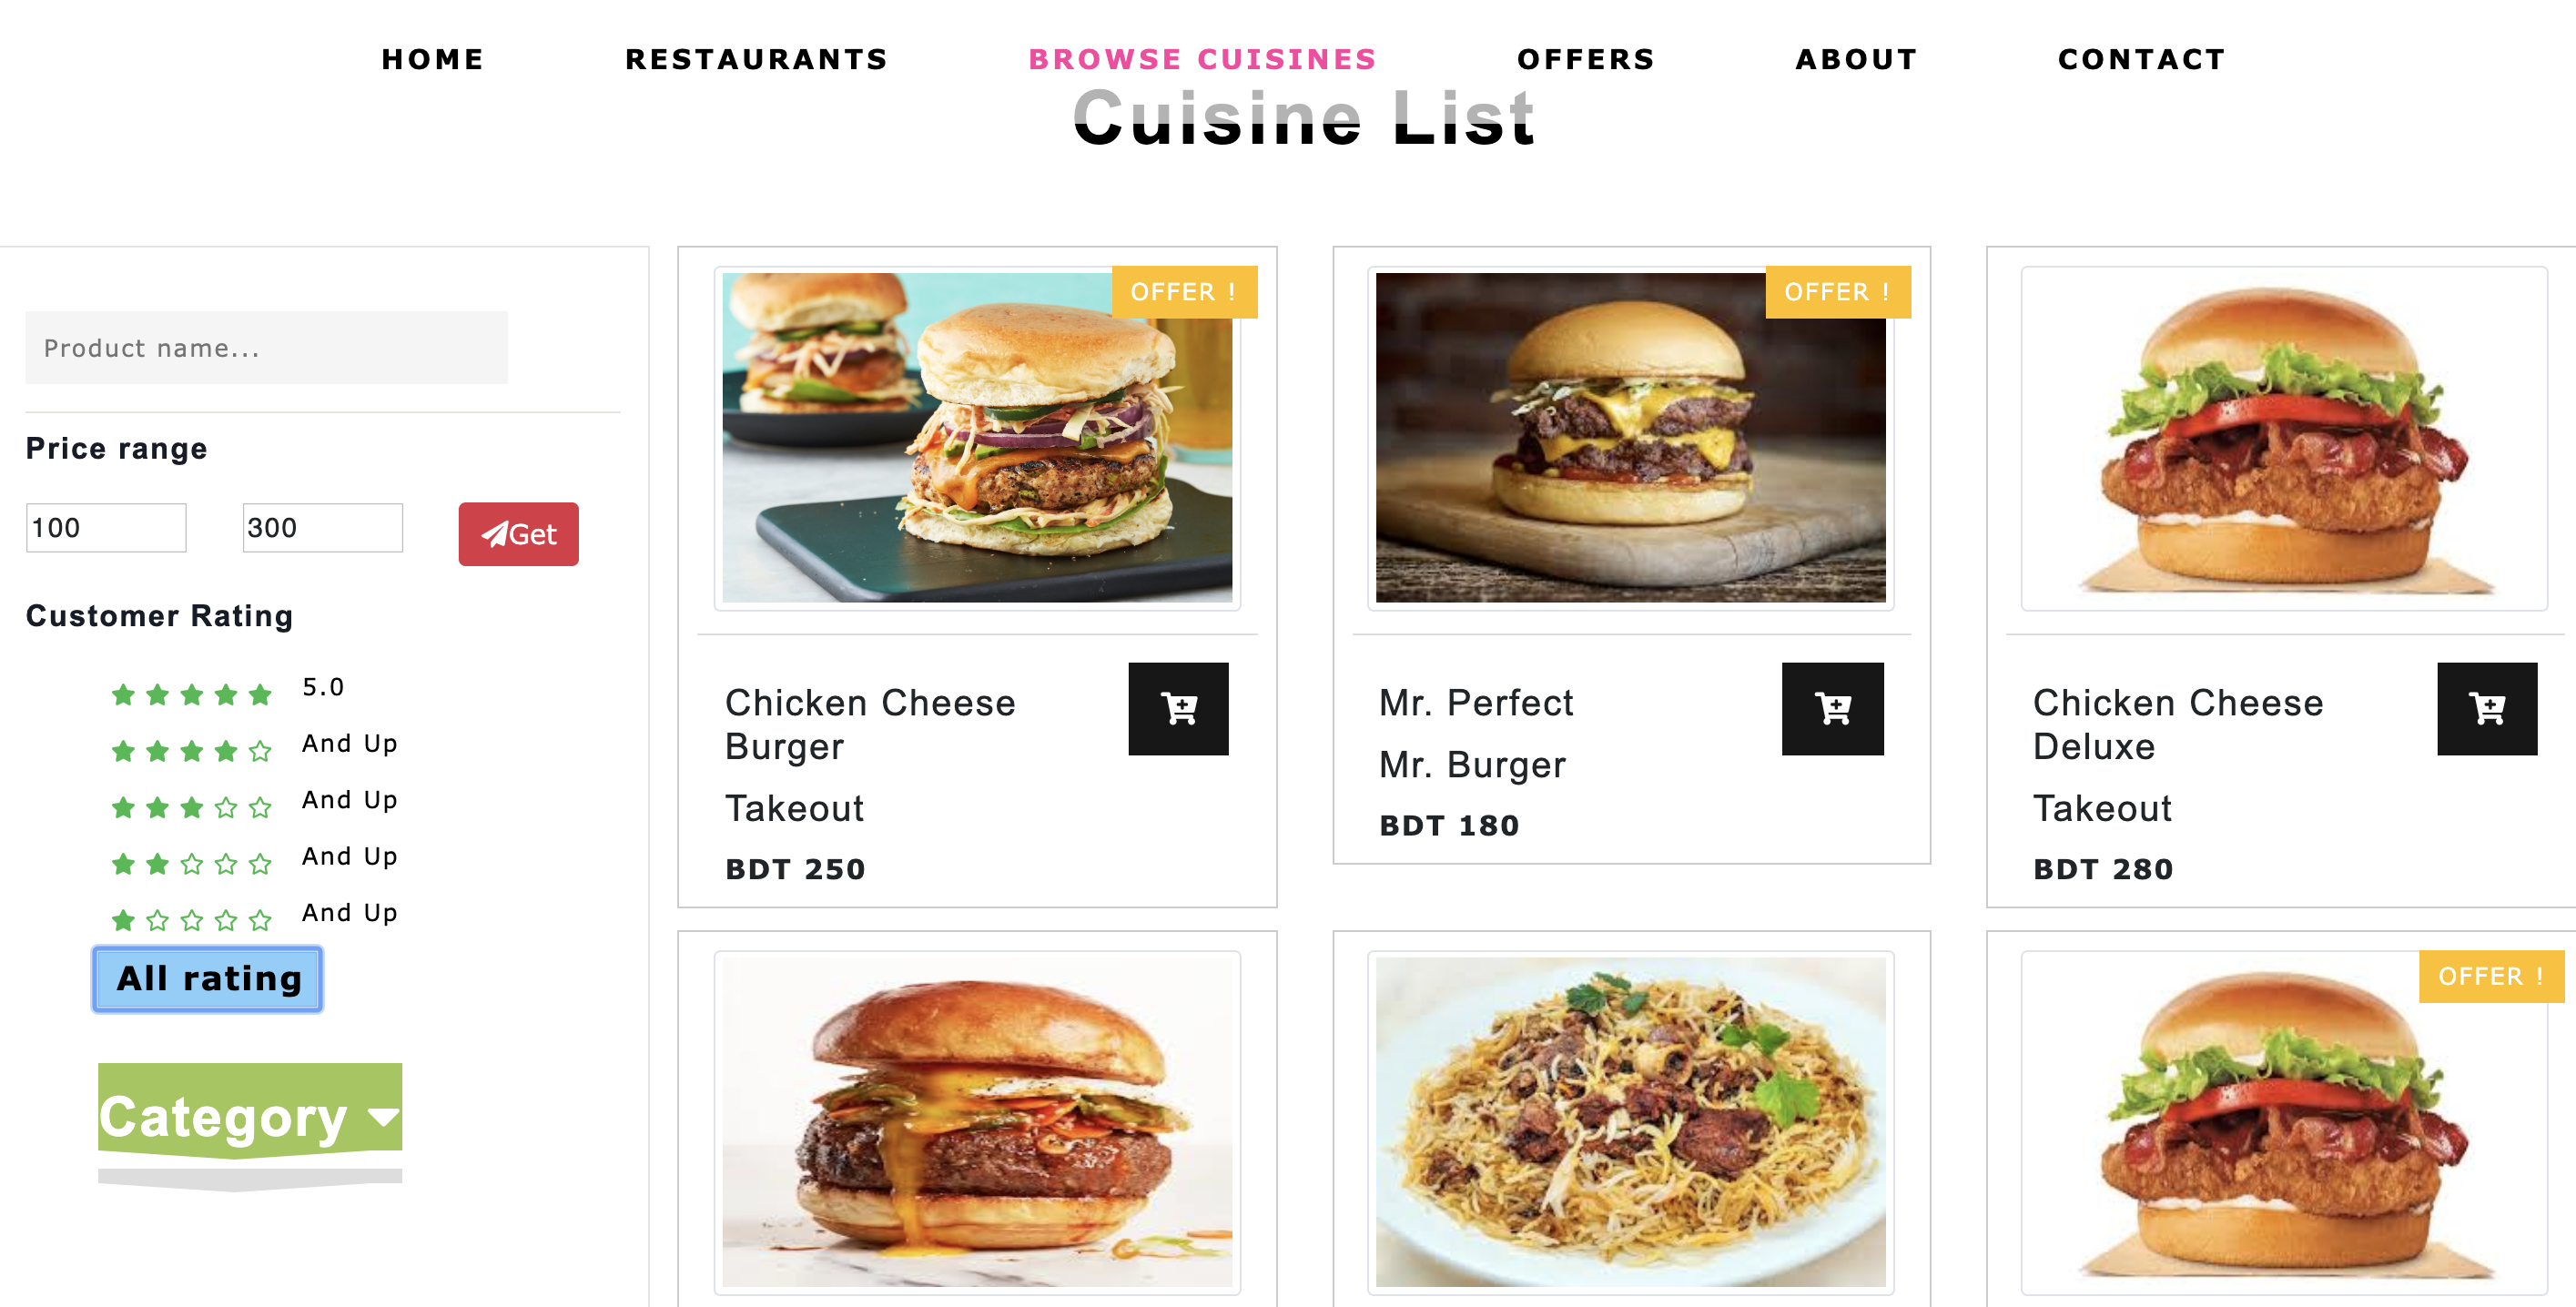 HOME RESTAURANTS BROWSE CUISINES OFFERS ABOUT CONTACT
Cuisine List
Product name...
Price range
100 300 Get
Customer Rating
5.0
And Up
And Up
And Up
And Up
All rating
Category
OFFER !
Chicken Cheese
Burger
Takeout
BDT 250
OFFER !
Mr. Perfect
Mr. Burger
BDT 180
Chicken Cheese
Deluxe
Takeout
BDT 280
OFFER !